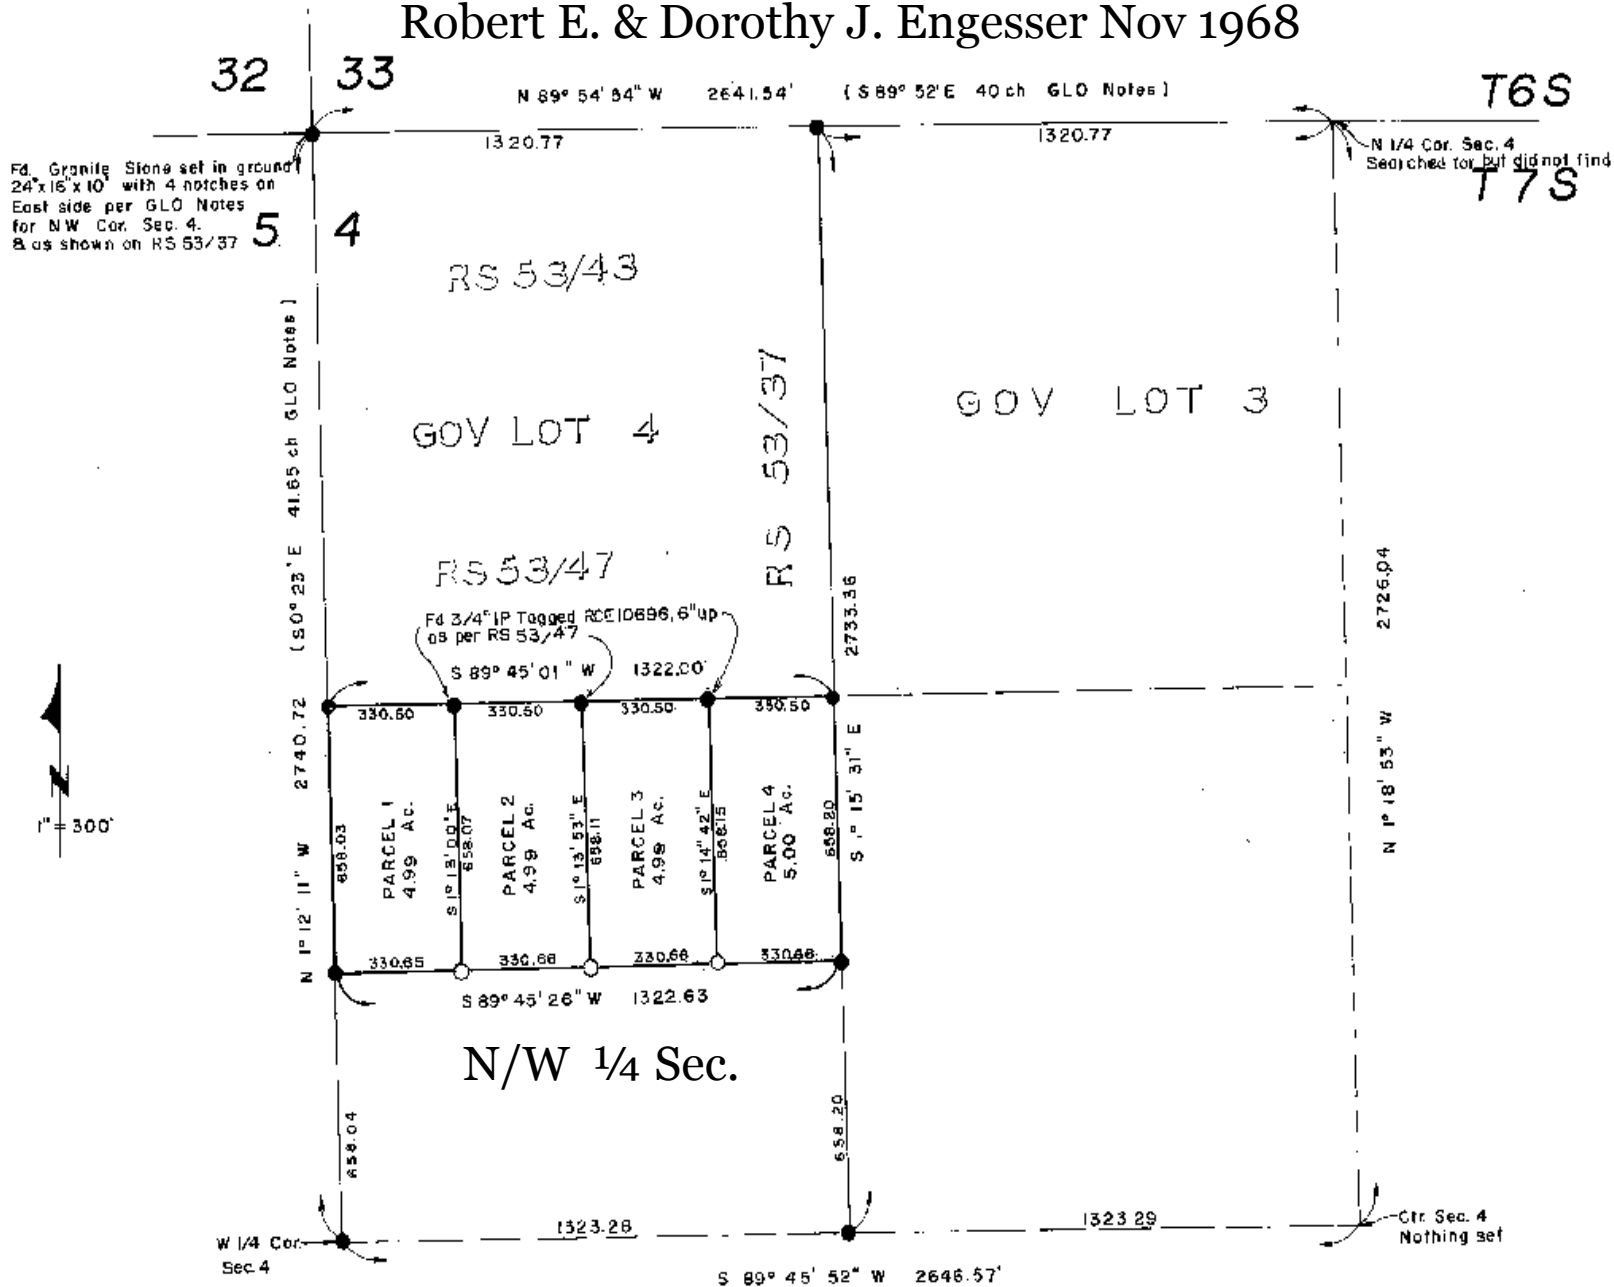 Robert E. & Dorothy J. Engesser Nov 1968
32 33
N 89° 54' 54" W 2641.54' (S 89° 52' E 40 ch GLO Notes)
T6S
1320.77
1320.77
N 1/4 Cor. Sec. 4
Searched for but did not find
T7S
Fd. Granite Stone set in ground
24"x16"x10" with 4 notches on
East side per GLO Notes
for NW Cor. Sec. 4.
& as shown on RS 53/37
5 4
RS 53/43
(S0° 23' E 41.65 ch GLO Notes)
GOV LOT 4
RS 53/37
GOV LOT 3
RS 53/47
Fd 3/4" IP Tagged RCE10696, 6" up
as per RS 53/47
S 89° 45' 01" W 1322.00'
2733.36
2726.04
330.50
330.50
330.50
330.50
N
1" = 300'
N 1° 12' 11" W 2740.72
658.03
PARCEL 1
4.99 Ac.
S 1° 13' 00" E
658.07
PARCEL 2
4.99 Ac.
S 1° 13' 53" E
658.11
PARCEL 3
4.99 Ac.
S 1° 14' 42" E
658.15
PARCEL 4
5.00 Ac.
658.20
S 1° 15' 31" E
N 1° 18' 53" W
330.65
330.66
330.66
330.66
S 89° 45' 26" W 1322.63
N/W ¼ Sec.
658.04
658.20
W 1/4 Cor.
Sec. 4
1323.28
1323.29
Ctr. Sec. 4
Nothing set
S 89° 45' 52" W 2646.57'